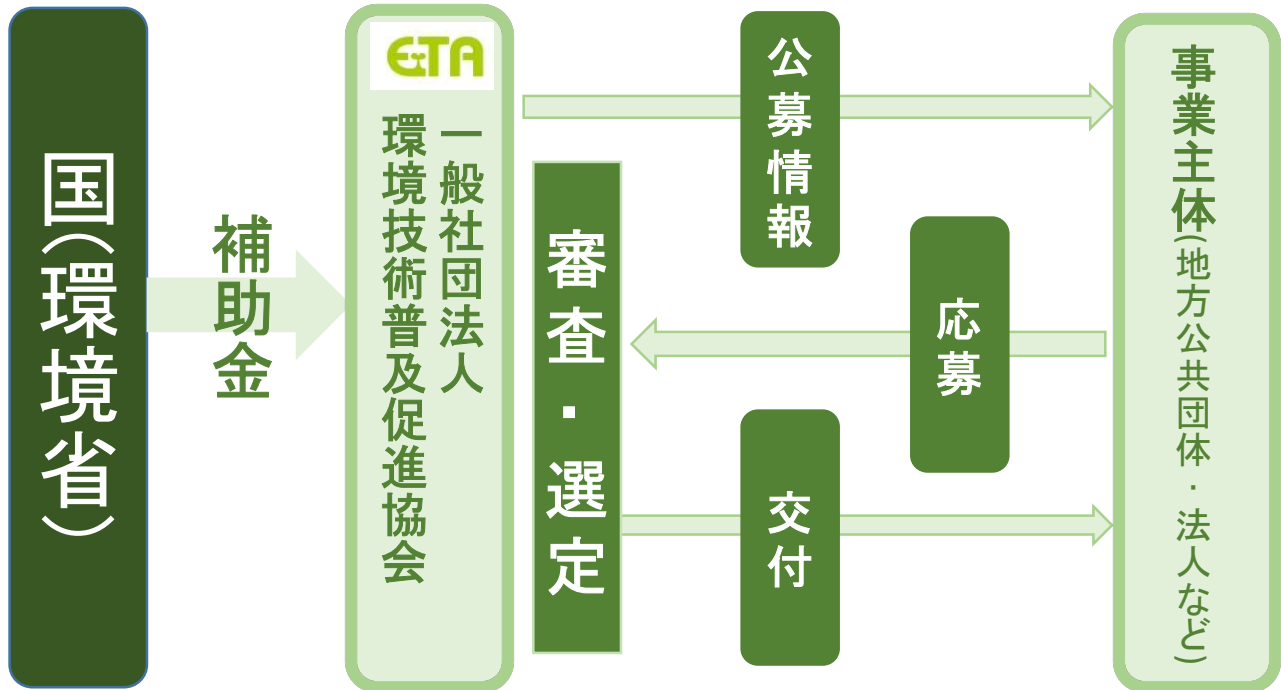 国(環境省)
補助金
ETA
一般社団法人
環境技術普及促進協会
審査・選定
公募情報
応募
交付
事業主体(地方公共団体・法人など)